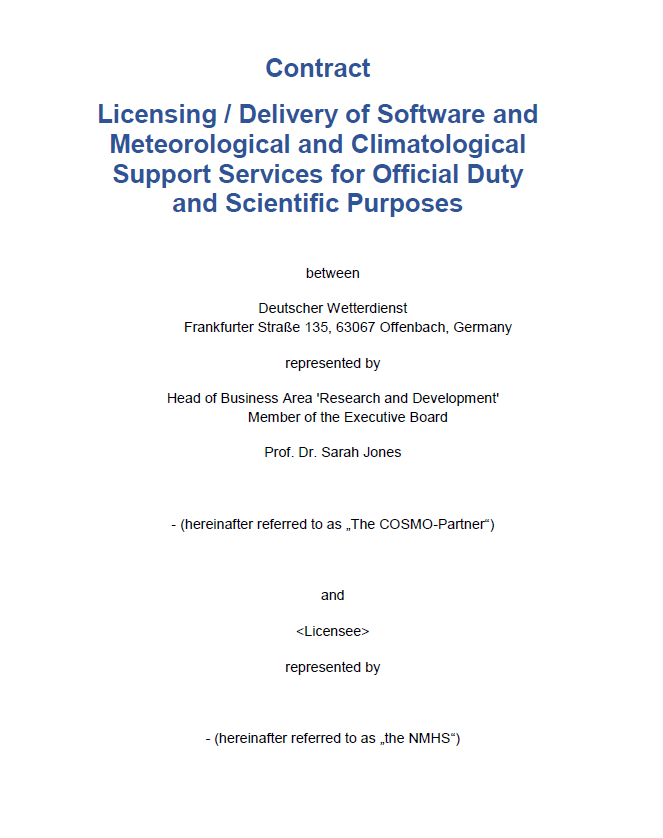 Contract
Licensing / Delivery of Software and
Meteorological and Climatological
Support Services for Official Duty
and Scientific Purposes
between
Deutscher Wetterdienst
Frankfurter Straße 135, 63067 Offenbach, Germany
represented by
Head of Business Area 'Research and Development'
Member of the Executive Board
Prof. Dr. Sarah Jones
- (hereinafter referred to as „The COSMO-Partner“)
and
<Licensee>
represented by
- (hereinafter referred to as „the NMHS“)